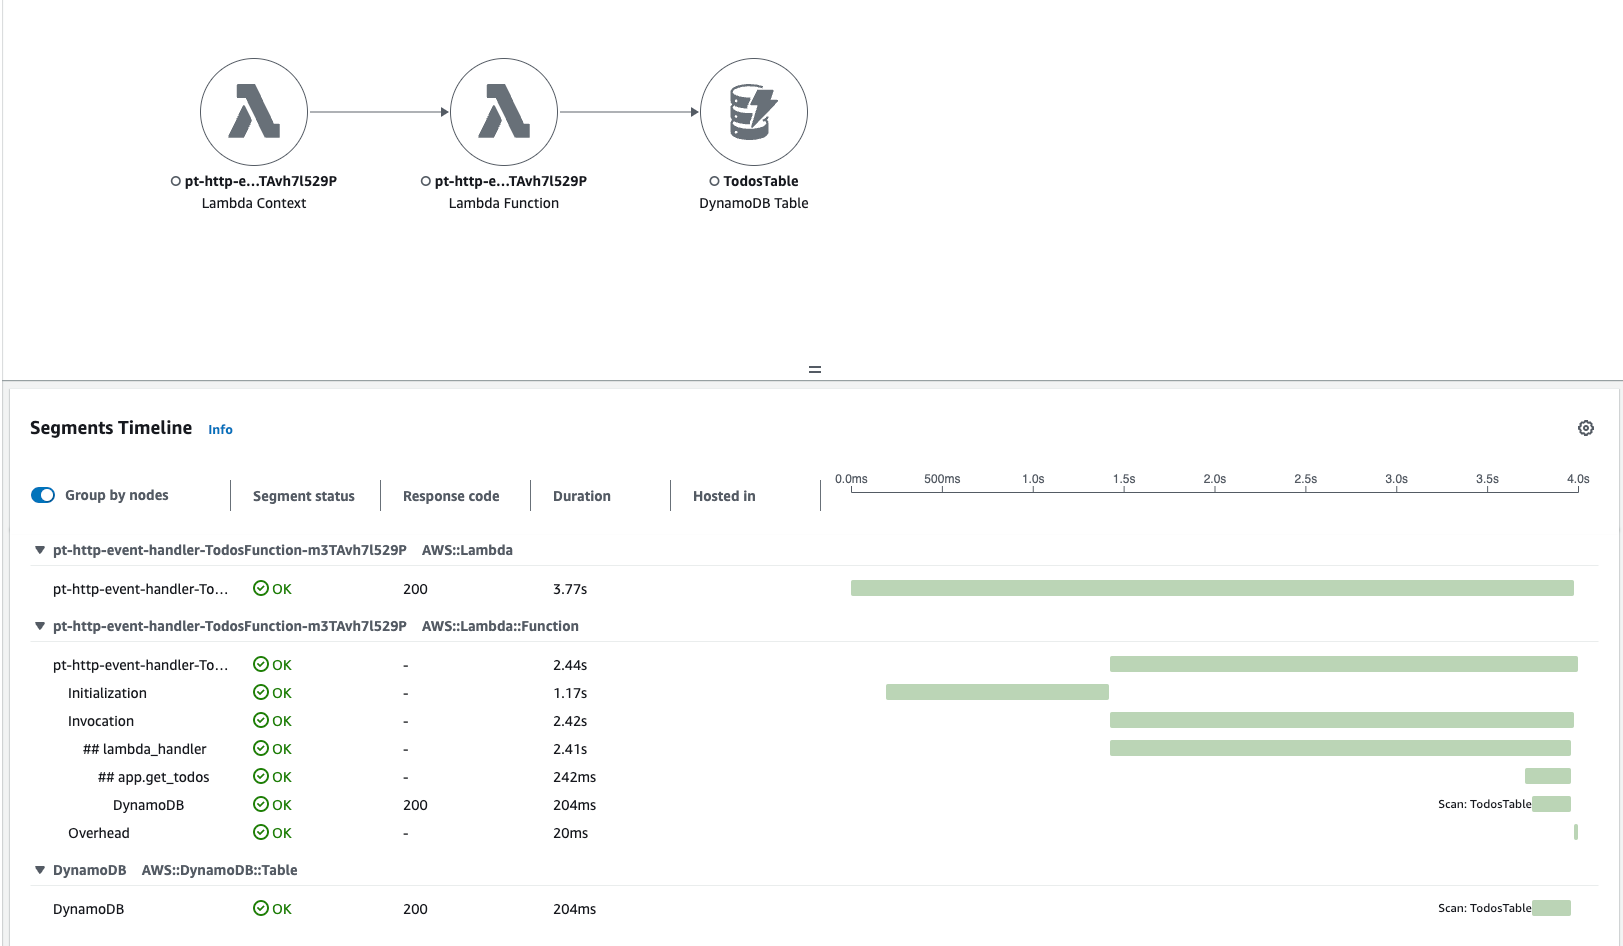 pt-http-e...TAvh7l529P
Lambda Context
pt-http-e...TAvh7l529P
Lambda Function
TodosTable
DynamoDB Table
Segments Timeline Info
Group by nodes Segment status Response code Duration Hosted in 0.0ms 500ms 1.0s 1.5s 2.0s 2.5s 3.0s 3.5s 4.0s
pt-http-event-handler-TodosFunction-m3TAvh7l529P AWS::Lambda
pt-http-event-handler-To... OK 200 3.77s
pt-http-event-handler-TodosFunction-m3TAvh7l529P AWS::Lambda::Function
pt-http-event-handler-To... OK - 2.44s
Initialization OK - 1.17s
Invocation OK - 2.42s
## lambda_handler OK - 2.41s
## app.get_todos OK - 242ms
DynamoDB OK 200 204ms Scan: TodosTable
Overhead OK - 20ms
DynamoDB AWS::DynamoDB::Table
DynamoDB OK 200 204ms Scan: TodosTable